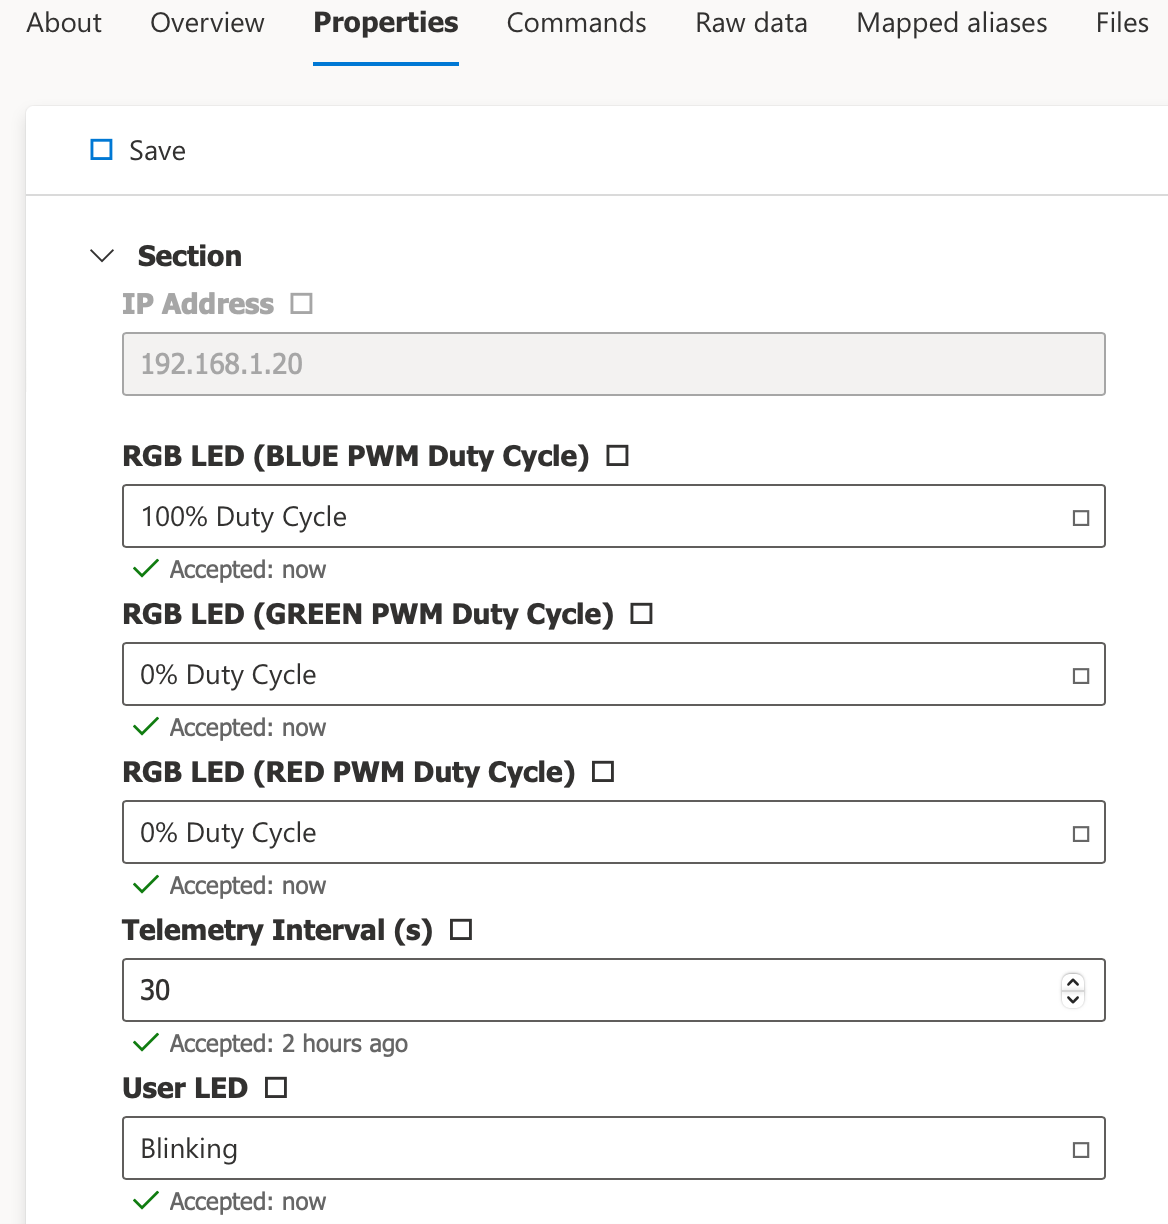 About Overview Properties Commands Raw data Mapped aliases Files
Save
Section
IP Address
192.168.1.20
RGB LED (BLUE PWM Duty Cycle)
100% Duty Cycle
Accepted: now
RGB LED (GREEN PWM Duty Cycle)
0% Duty Cycle
Accepted: now
RGB LED (RED PWM Duty Cycle)
0% Duty Cycle
Accepted: now
Telemetry Interval (s)
30
Accepted: 2 hours ago
User LED
Blinking
Accepted: now